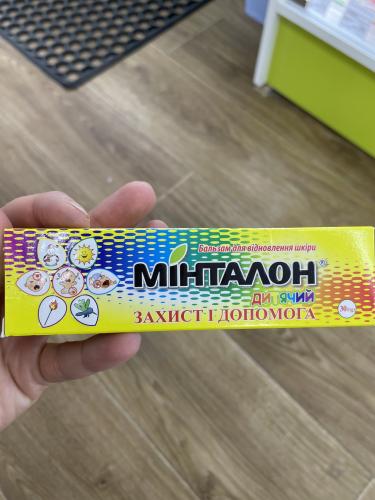 Бальзам для відновлення шкіри
МІНТАЛОН®
ДИТЯЧИЙ
ЗАХИСТ І ДОПОМОГА